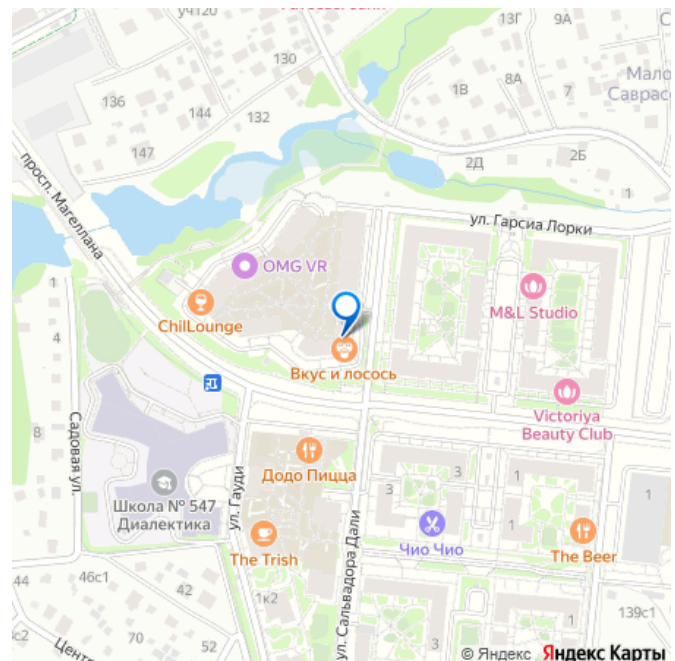 уч120
13Г
9А
130
136
144
132
147
1В
8А
7
Мало
Саврасо
2Д
2Б
1
просп. Магеллана
ул. Гарсиа Лорки
OMG VR
ChilLounge
M&L Studio
Вкус и лосось
Victoriya
Beauty Club
1
4
8
Садовая ул.
Школа № 547
Диалектика
ул. Гауди
Додо Пицца
The Trish
ул. Сальвадора Дали
3
3
1
1
Чио Чио
The Beer
44
46с1
42
1к2
70
52
с2
Центр
3
1
139с1
© Яндекс Яндекс Карты